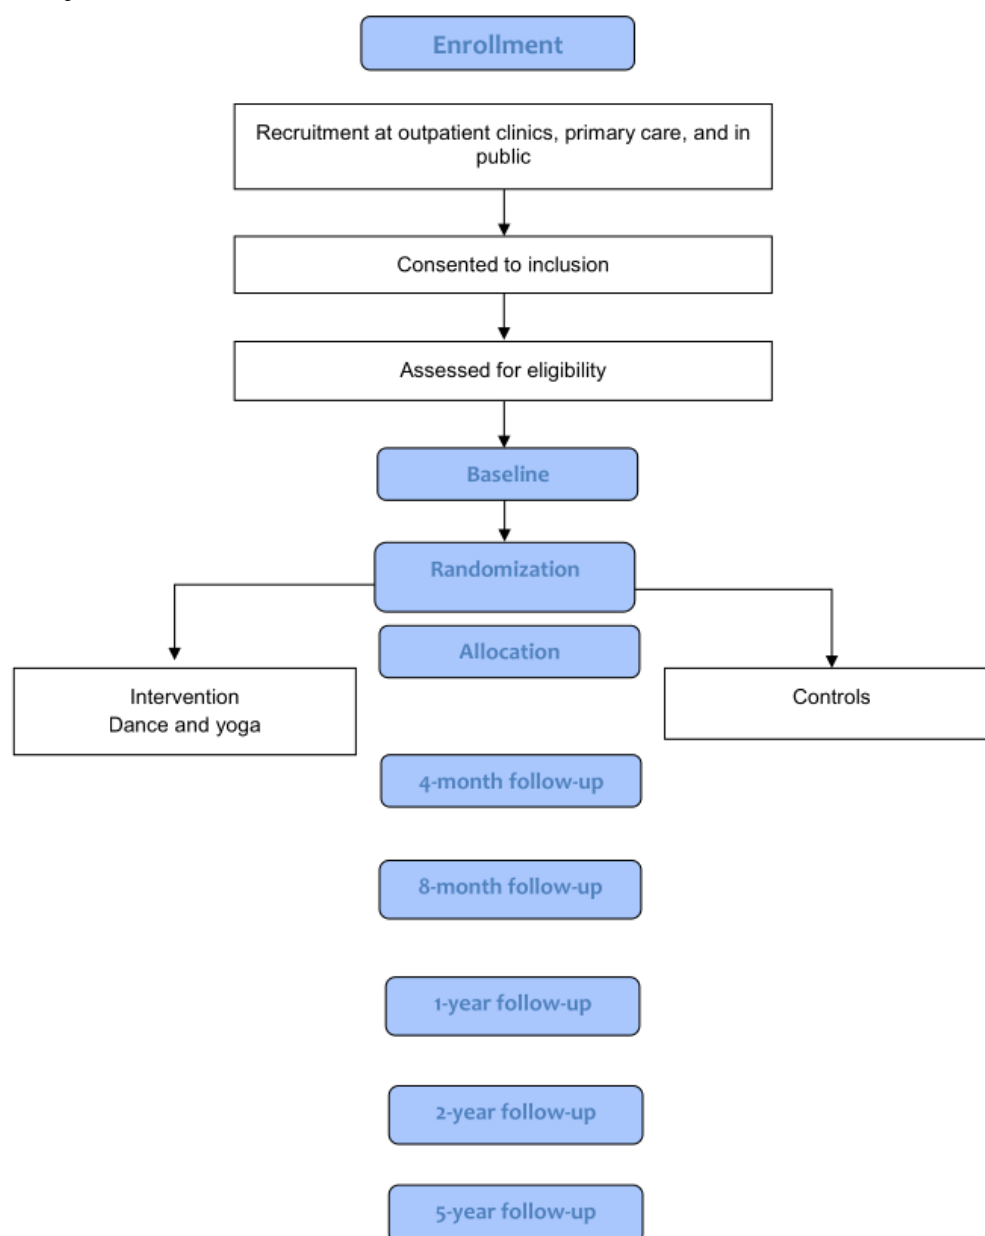 Enrollment
Recruitment at outpatient clinics, primary care, and in
public
Consented to inclusion
Assessed for eligibility
Baseline
Randomization
Allocation
Intervention
Dance and yoga
Controls
4-month follow-up
8-month follow-up
1-year follow-up
2-year follow-up
5-year follow-up